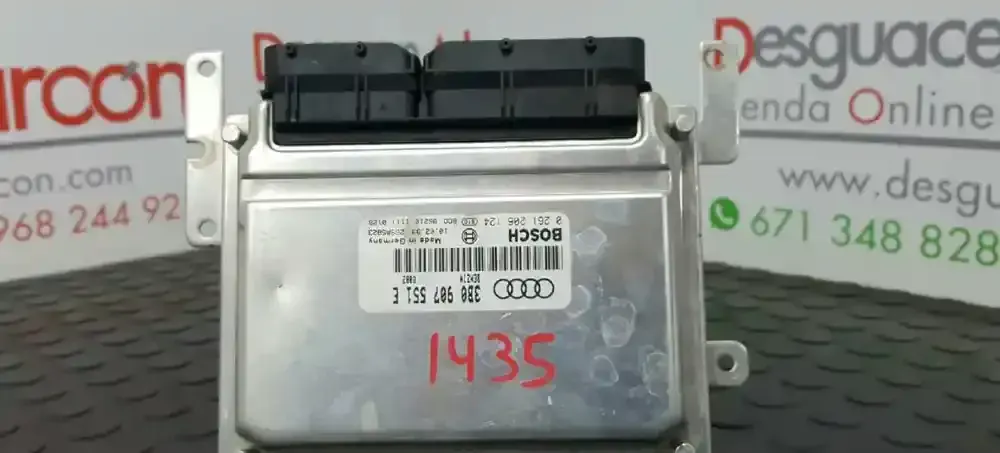 arcon
Desguace
enda Online
con.com
www.desgu
968 244 92
671 348 828
3B0 907 551 E
BOSCH
Made in Germany
0 261 206 124
1435